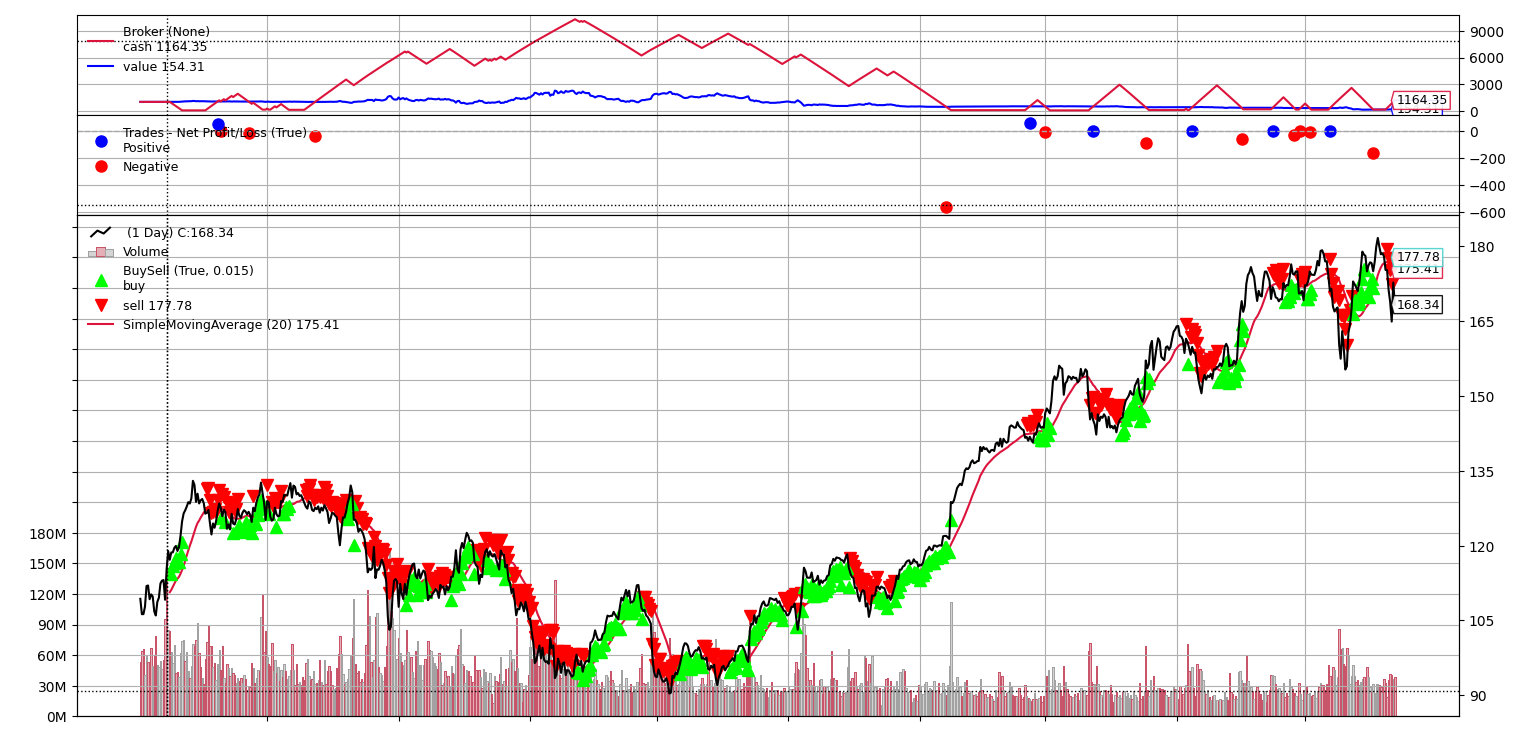 Broker (None)
cash 1164.35
value 154.31
9000
6000
3000
0
1164.35
154.31
Trades - Net Profit/Loss (True)
Positive
Negative
0
−200
−400
−600
(1 Day) C:168.34
Volume
BuySell (True, 0.015)
buy
sell 177.78
SimpleMovingAverage (20) 175.41
180
177.78
175.41
168.34
165
150
135
120
105
90
180M
150M
120M
90M
60M
30M
0M